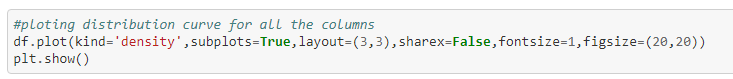 #ploting distribution curve for all the columns
df.plot(kind='density',subplots=True,layout=(3,3),sharex=False,fontsize=1,figsize=(20,20))
plt.show()